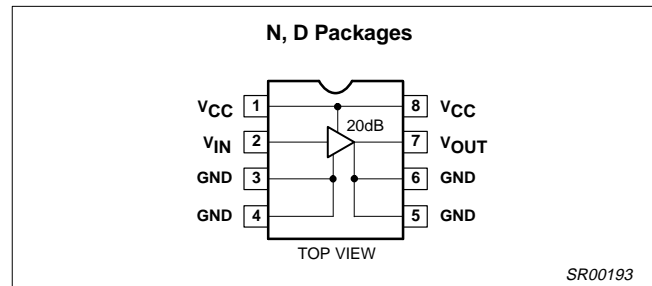 N, D Packages
VCC 1 8 VCC
20dB
VIN 2 7 VOUT
GND 3 6 GND
GND 4 5 GND
TOP VIEW
SR00193